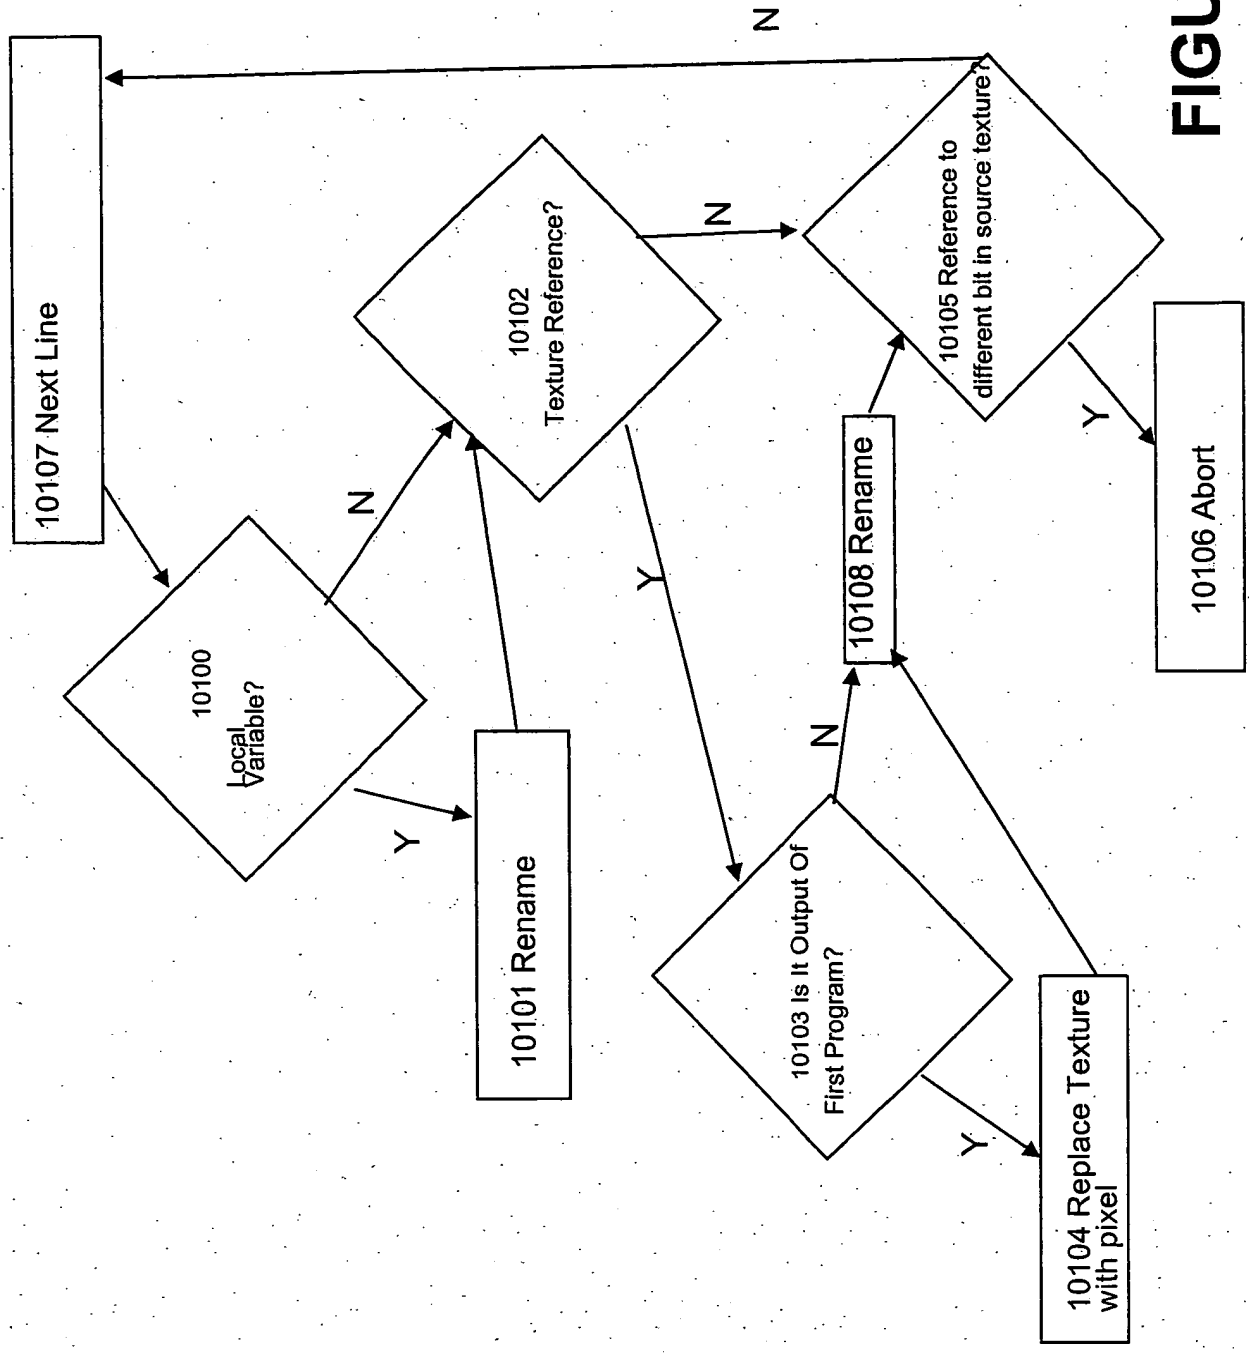 10107 Next Line
10100
Local
Variable?
N
Y
10101 Rename
10102
Texture Reference?
Y
N
10103 Is It Output Of
First Program?
N
Y
10104 Replace Texture
with pixel
10108 Rename
10105 Reference to
different bit in source texture?
N
Y
10106 Abort